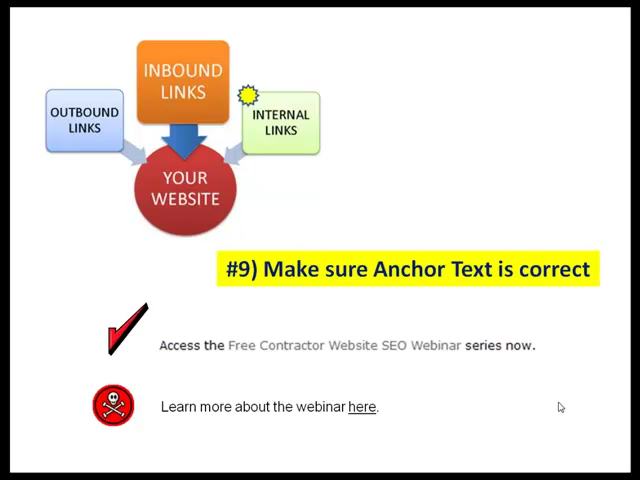 INBOUND
LINKS
OUTBOUND
LINKS
INTERNAL
LINKS
YOUR
WEBSITE
#9) Make sure Anchor Text is correct
Access the Free Contractor Website SEO Webinar series now.
Learn more about the webinar here.